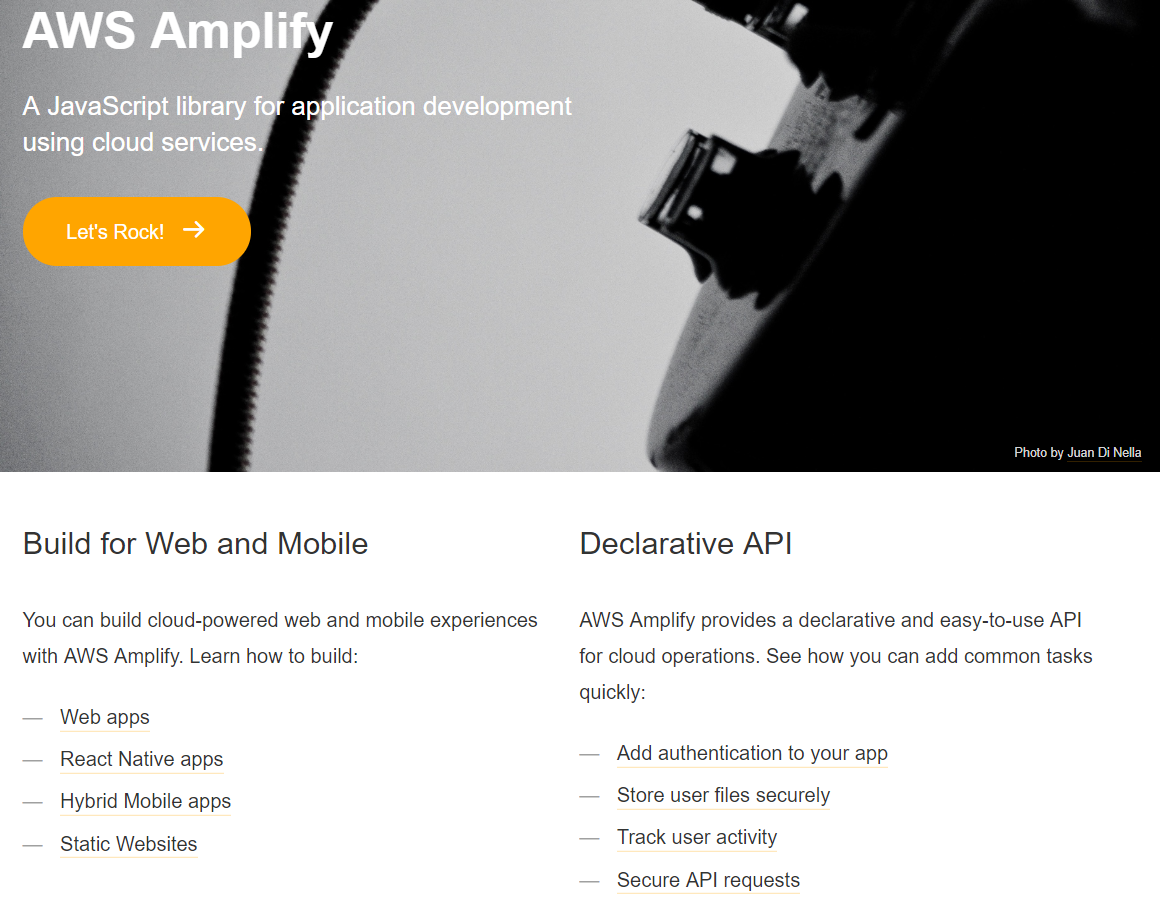 AWS Amplify
A JavaScript library for application development
using cloud services.
Let's Rock! →
Photo by Juan Di Nella
Build for Web and Mobile
You can build cloud-powered web and mobile experiences
with AWS Amplify. Learn how to build:
— Web apps
— React Native apps
— Hybrid Mobile apps
— Static Websites
Declarative API
AWS Amplify provides a declarative and easy-to-use API
for cloud operations. See how you can add common tasks
quickly:
— Add authentication to your app
— Store user files securely
— Track user activity
— Secure API requests